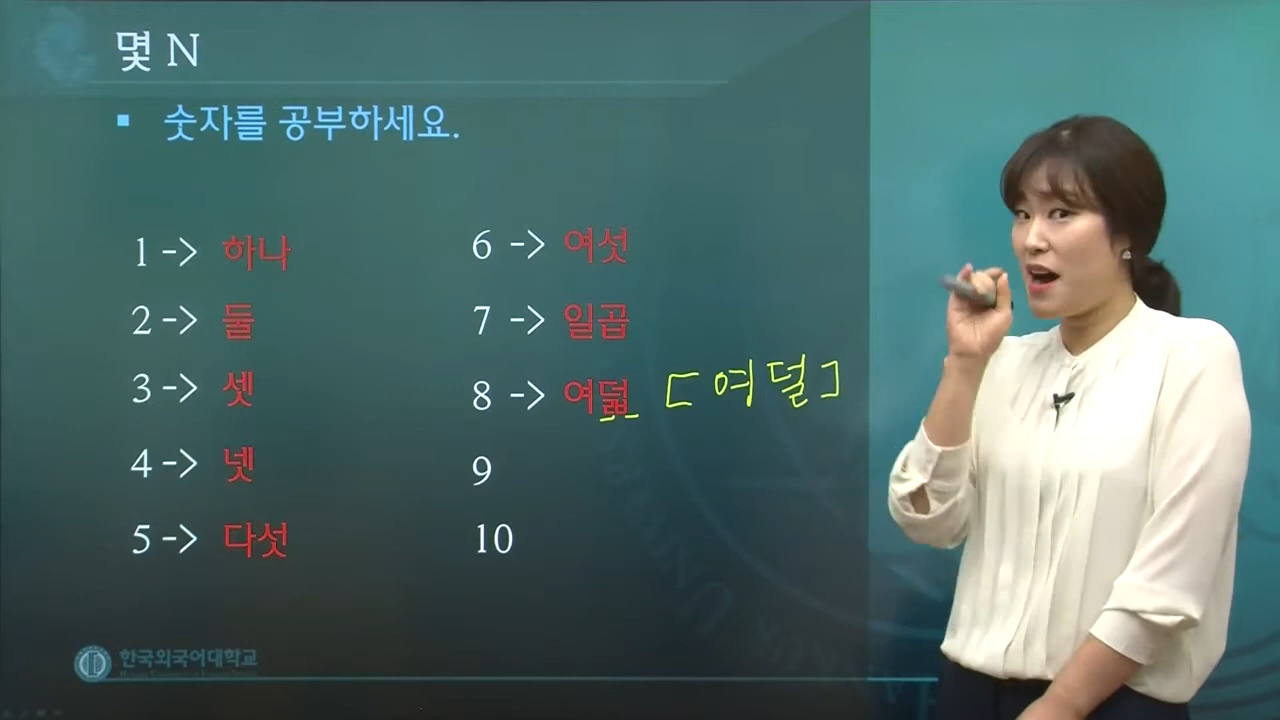 몇 N
▪ 숫자를 공부하세요.
1 -> 하나
2 -> 둘
3 -> 셋
4 -> 넷
5 -> 다섯
6 -> 여섯
7 -> 일곱
8 -> 여덟 [여덜]
9
10
한국외국어대학교